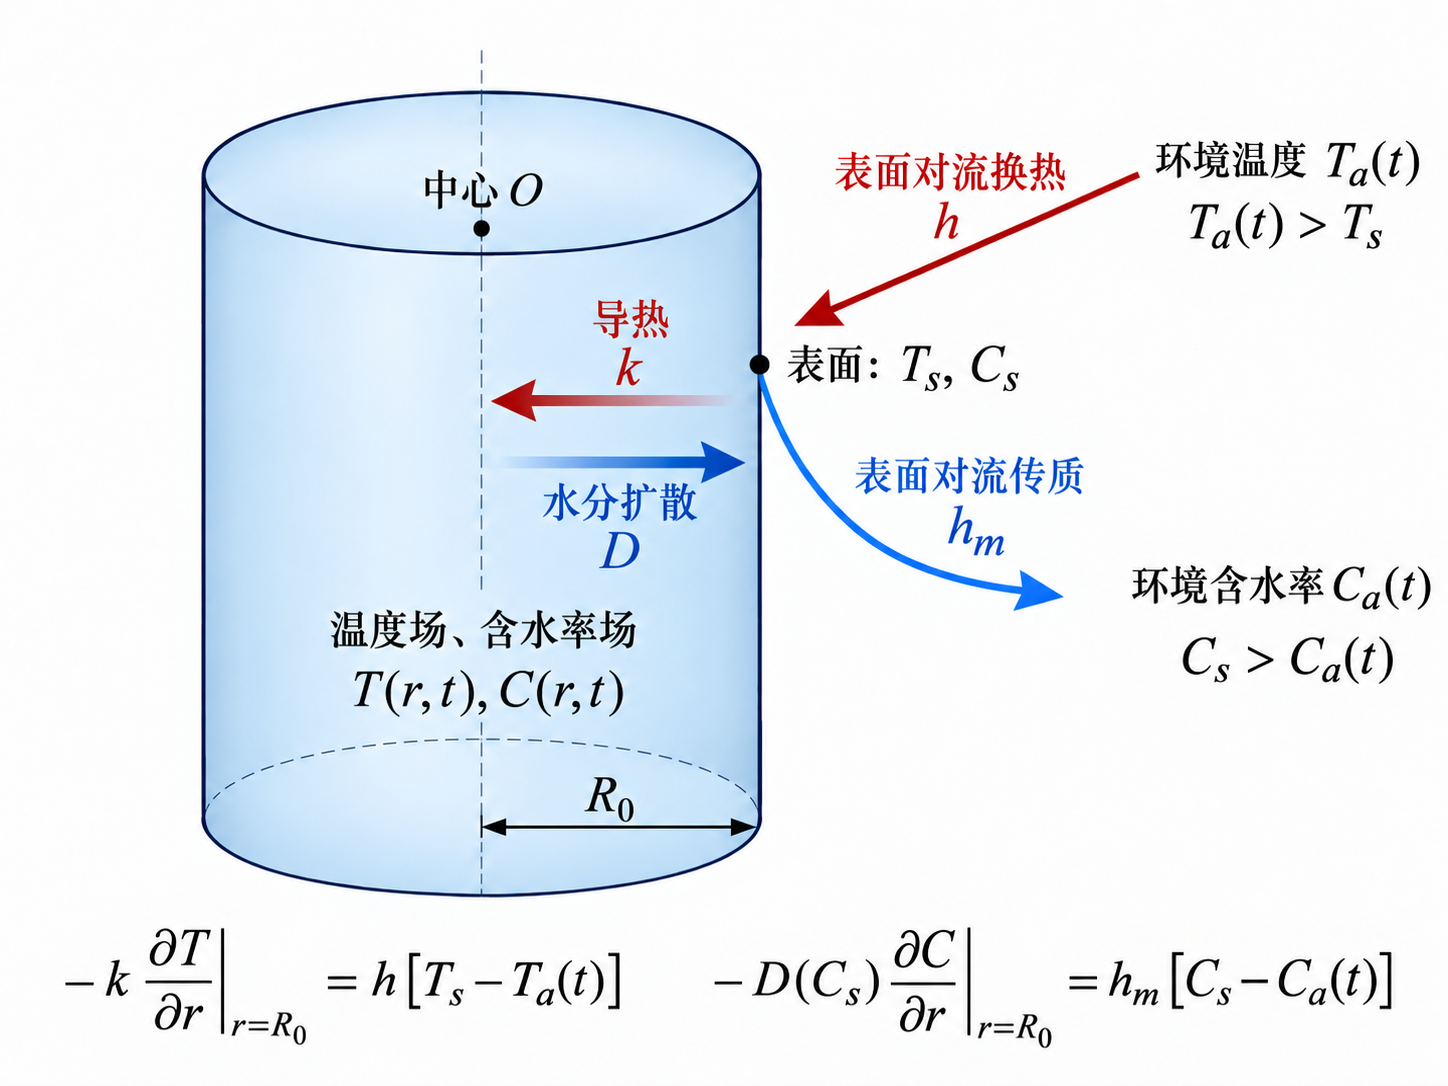 中心 O
表面对流换热
h
环境温度 Tₐ(t)
Tₐ(t) > Tₛ
导热
k
表面：Tₛ, Cₛ
水分扩散
D
表面对流传质
hₘ
环境含水率 Cₐ(t)
Cₛ > Cₐ(t)
温度场、含水率场
T(r,t), C(r,t)
R₀
−k ∂T/∂r |ᵣ₌R₀ = h[Tₛ−Tₐ(t)]
−D(Cₛ) ∂C/∂r |ᵣ₌R₀ = hₘ[Cₛ−Cₐ(t)]